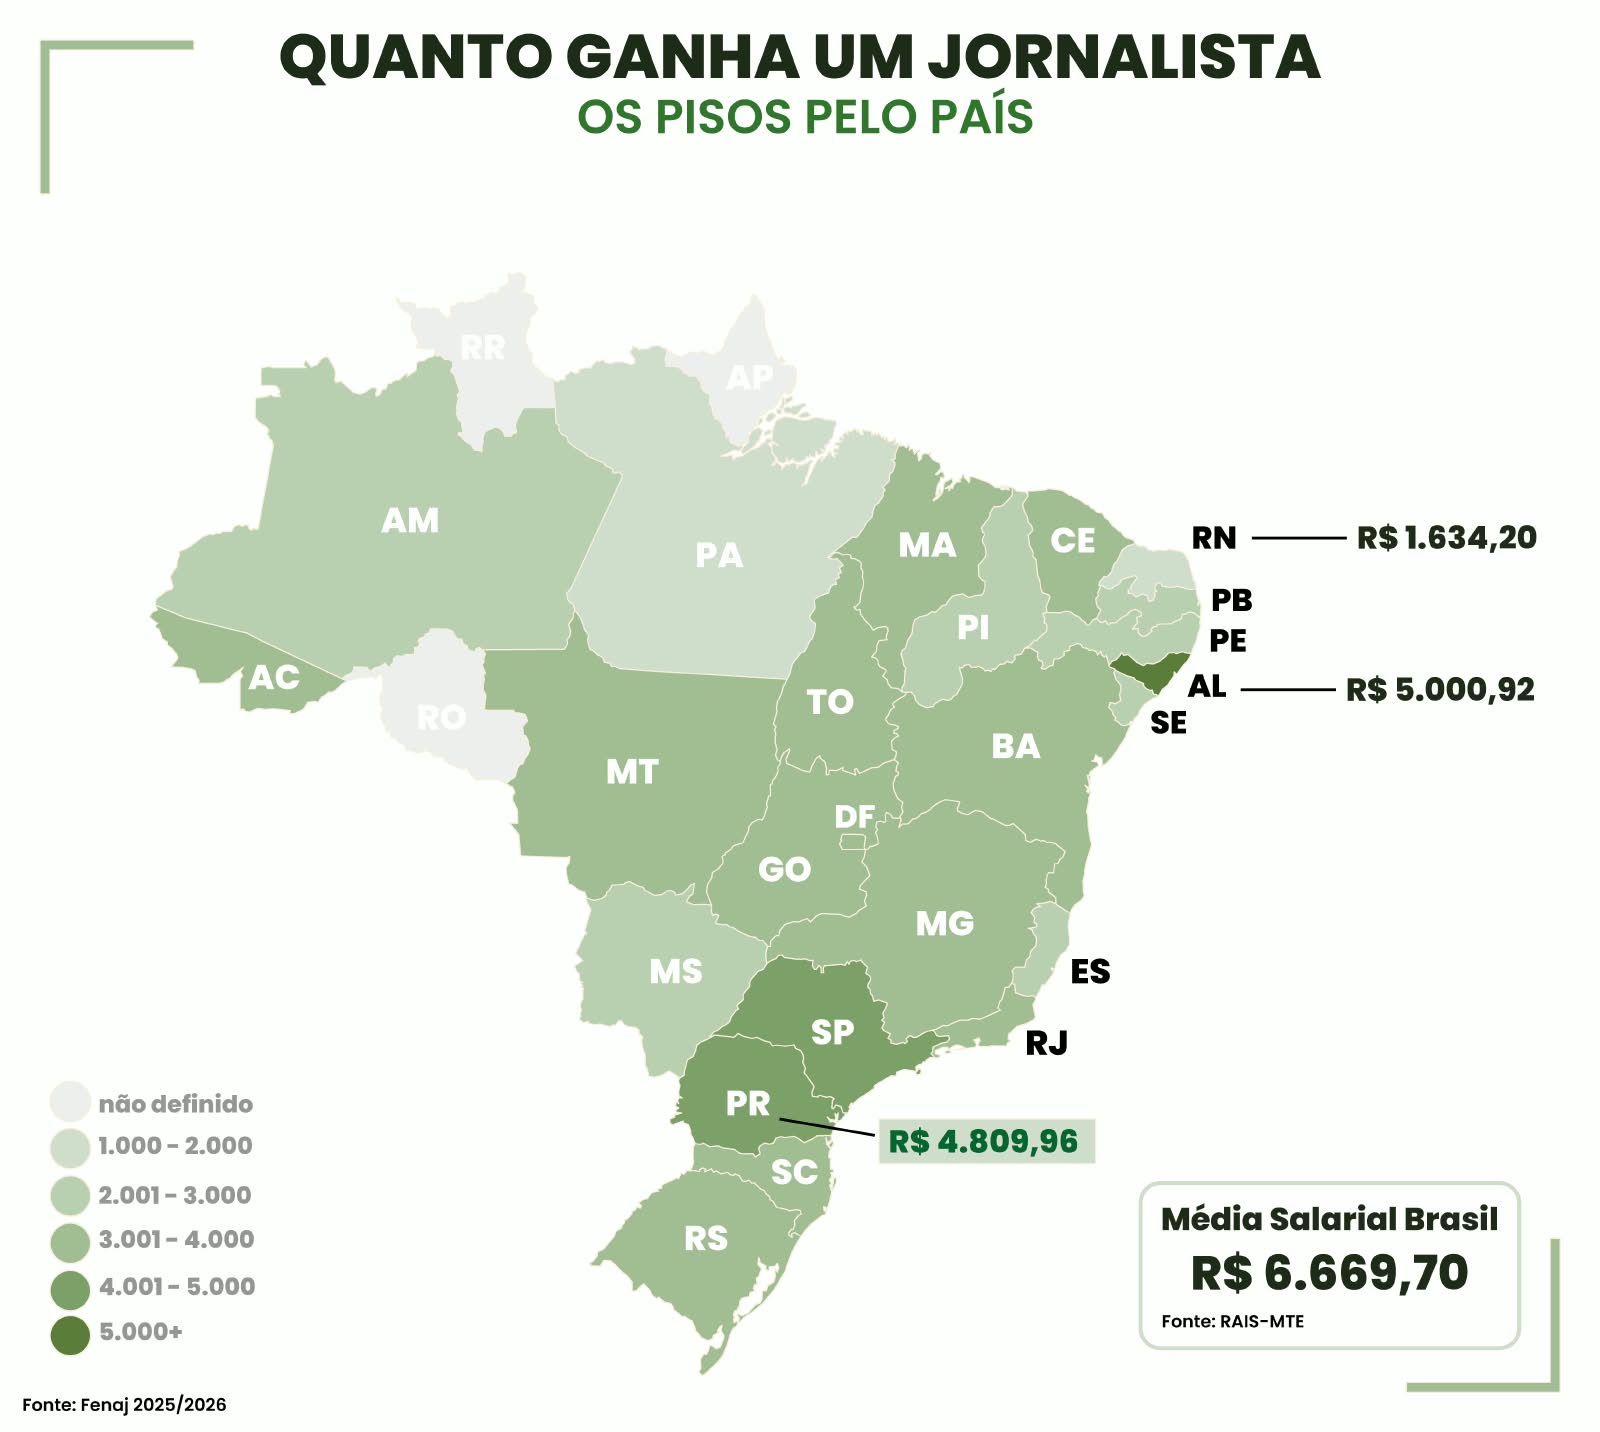 QUANTO GANHA UM JORNALISTA
OS PISOS PELO PAÍS
RR
AP
AM
PA
MA
CE
RN
R$ 1.634,20
PB
PI
PE
AC
TO
AL
R$ 5.000,92
RO
SE
BA
MT
DF
GO
MG
MS
ES
SP
RJ
PR
R$ 4.809,96
SC
RS
não definido
1.000 - 2.000
2.001 - 3.000
3.001 - 4.000
4.001 - 5.000
5.000+
Média Salarial Brasil
R$ 6.669,70
Fonte: RAIS-MTE
Fonte: Fenaj 2025/2026